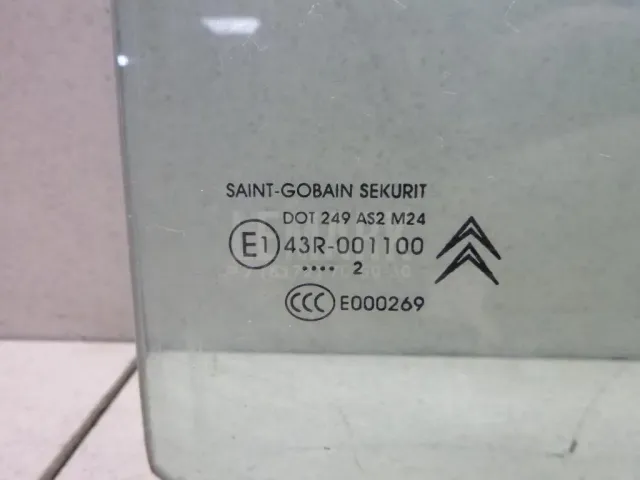 SAINT-GOBAIN SEKURIT
DOT 249 AS2 M24
E1 43R-001100
•••• 2
CCC E000269